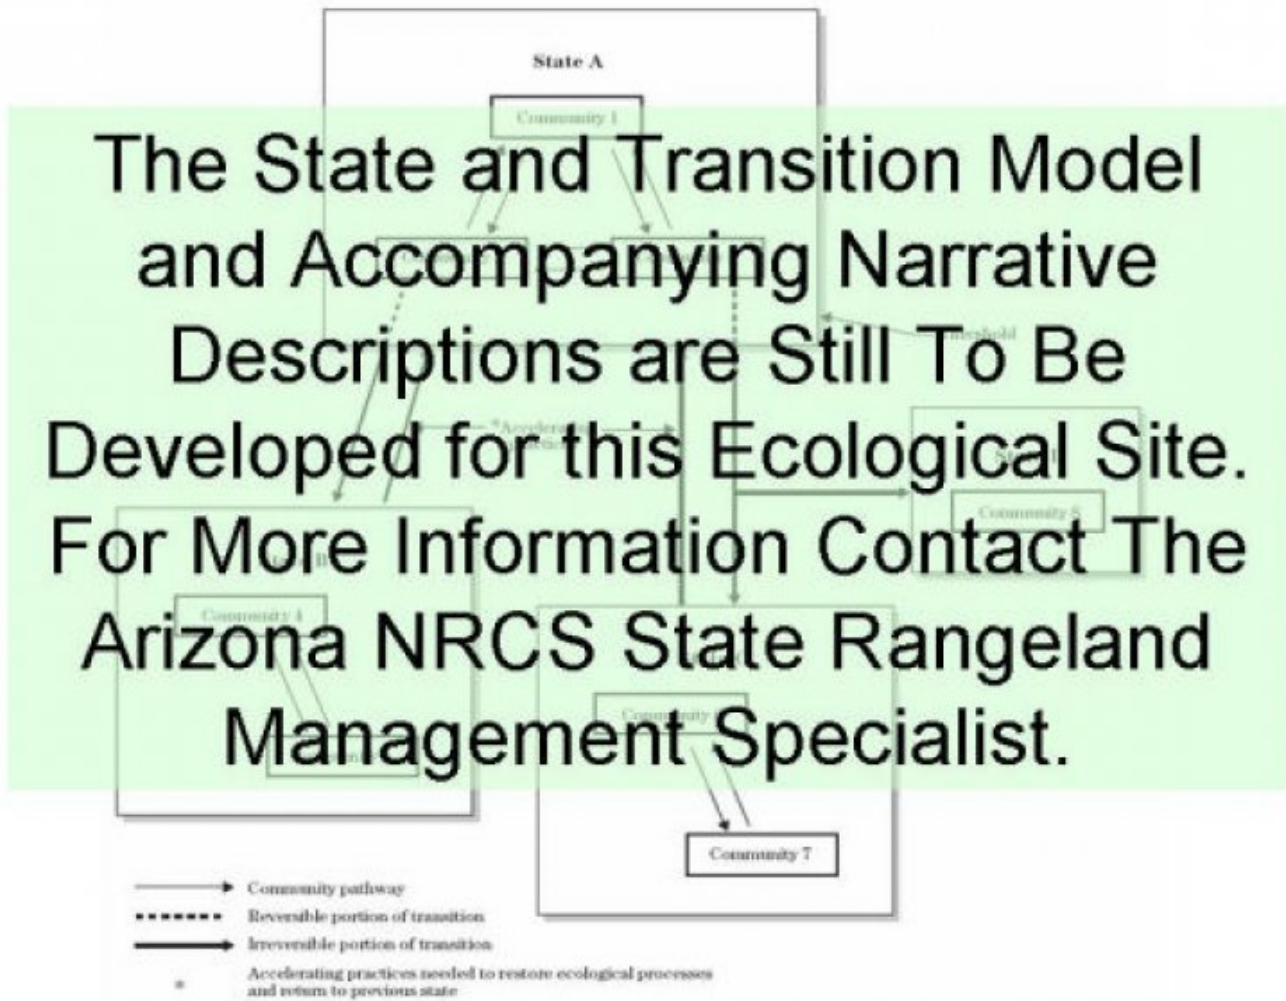 State A
Community 1
The State and Transition Model
and Accompanying Narrative
Descriptions are Still To Be
Developed for this Ecological Site.
For More Information Contact The
Arizona NRCS State Rangeland
Management Specialist.
Community 4
Community 7
Community pathway
Reversible portion of transition
Irreversible portion of transition
* Accelerating practices needed to restore ecological processes
and return to previous state